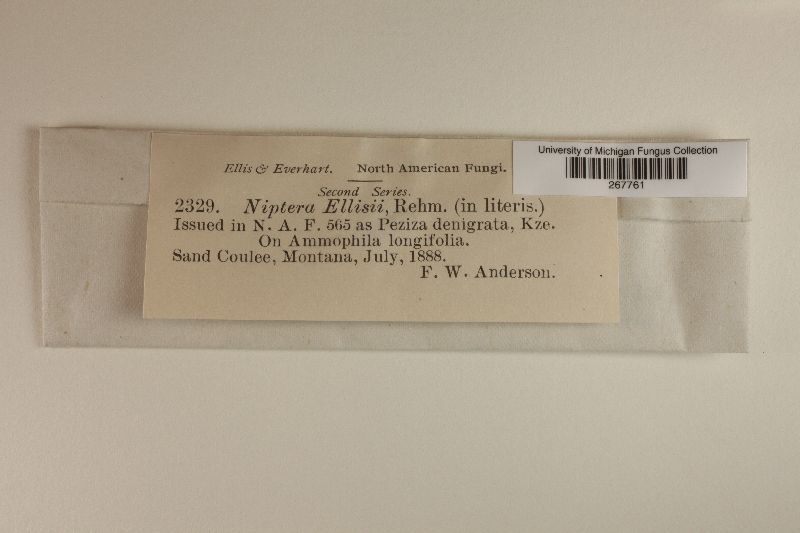 University of Michigan Fungus Collection
267761
Ellis & Everhart. North American Fungi.
Second Series.
2329. Niptera Ellisii, Rehm. (in literis.)
Issued in N. A. F. 565 as Peziza denigrata, Kze.
On Ammophila longifolia.
Sand Coulee, Montana, July, 1888.
F. W. Anderson.